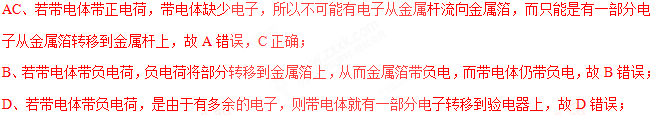 AC、若带电体带正电荷，带电体缺少电子，所以不可能有电子从金属杆流向金属箔，而只能是有一部分电
子从金属箔转移到金属杆上，故 A 错误，C 正确；
B、若带电体带负电荷，负电荷将部分转移到金属箔上，从而金属箔带负电，而带电体仍带负电，故 B 错误；
D、若带电体带负电荷，是由于有多余的电子，则带电体就有一部分电子转移到验电器上，故 D 错误；